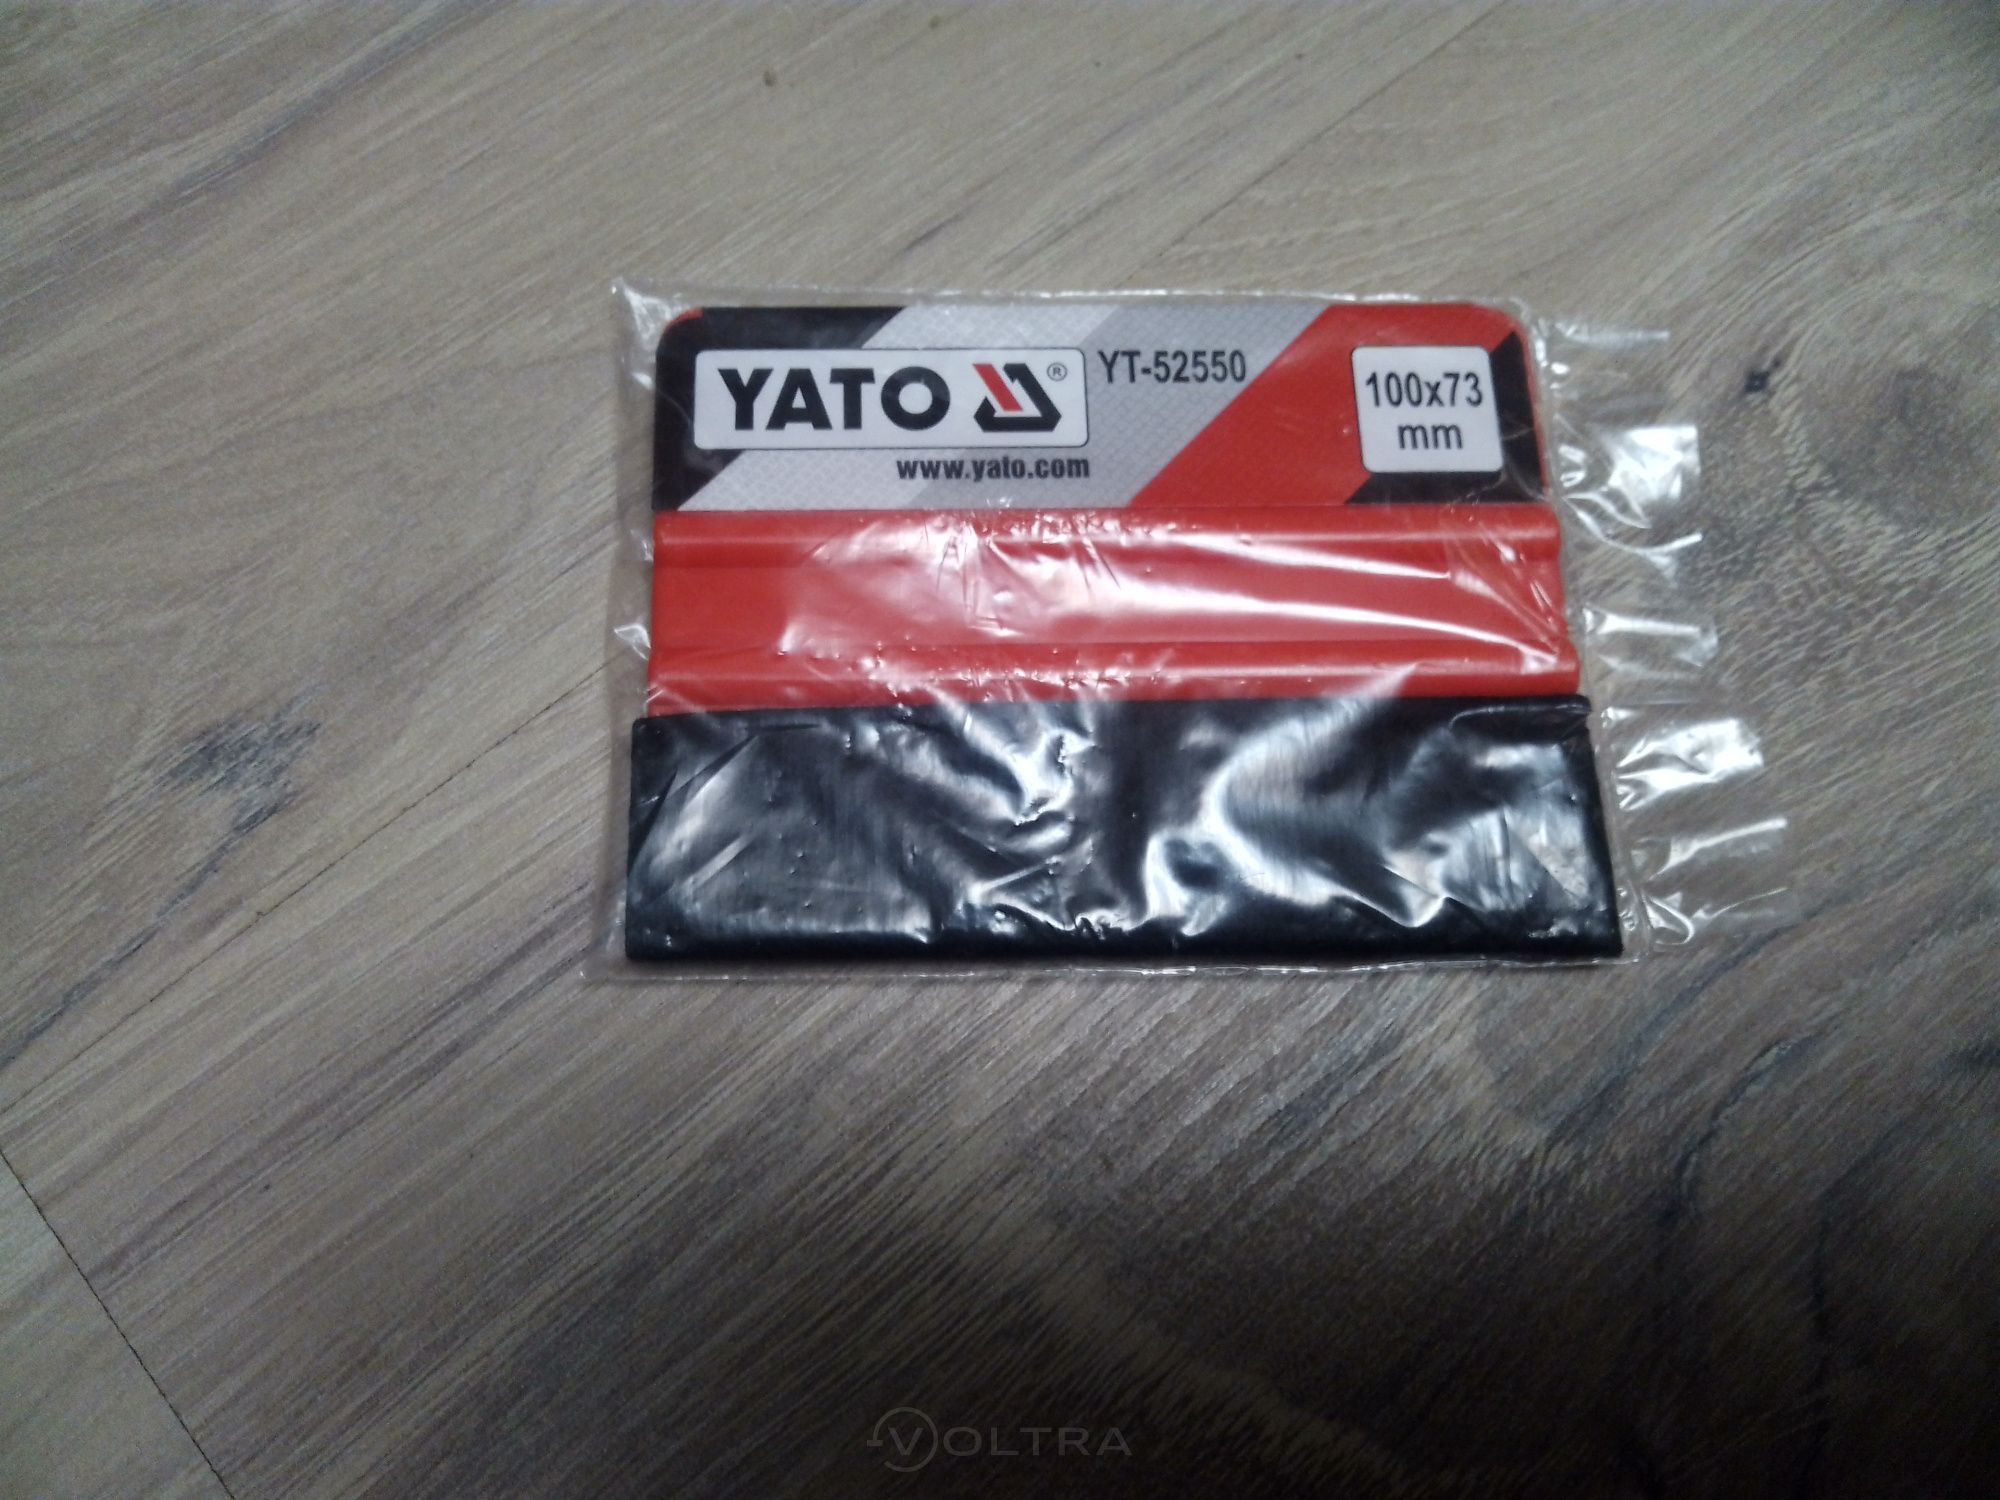 YATO ®
YT-52550
100x73
mm
www.yato.com
VOLTRA